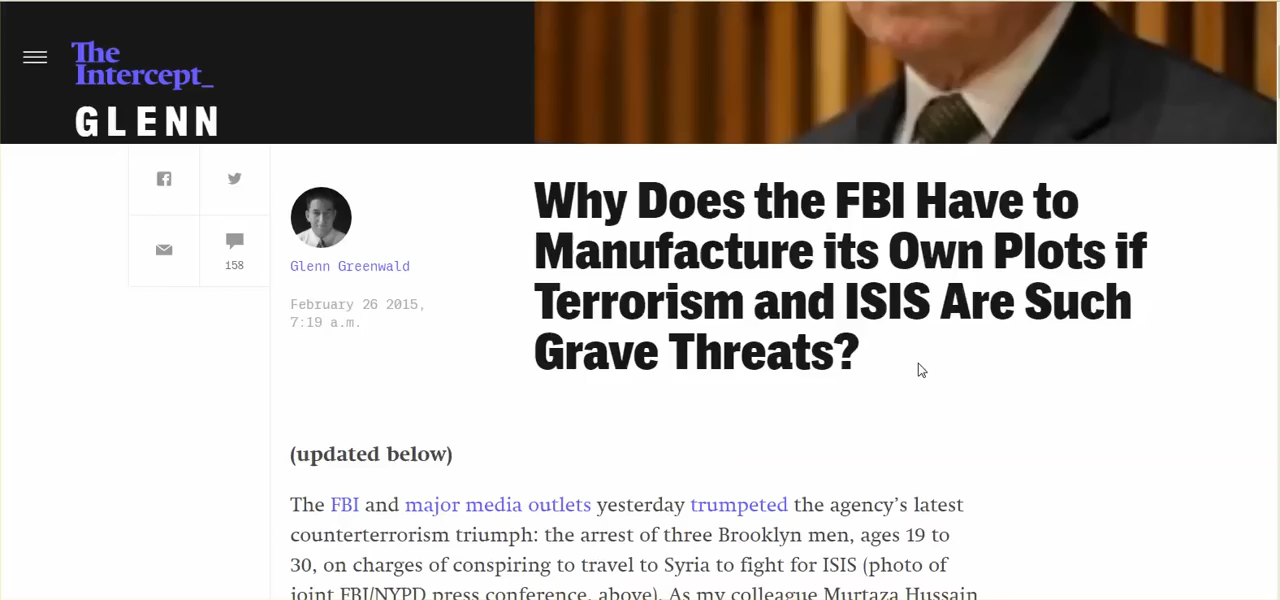 The
Intercept_
GLENN
158
Glenn Greenwald
February 26 2015,
7:19 a.m.
Why Does the FBI Have to
Manufacture its Own Plots if
Terrorism and ISIS Are Such
Grave Threats?
(updated below)
The FBI and major media outlets yesterday trumpeted the agency’s latest
counterterrorism triumph: the arrest of three Brooklyn men, ages 19 to
30, on charges of conspiring to travel to Syria to fight for ISIS (photo of
joint FBI/NYPD press conference, above). As my colleague Murtaza Hussain